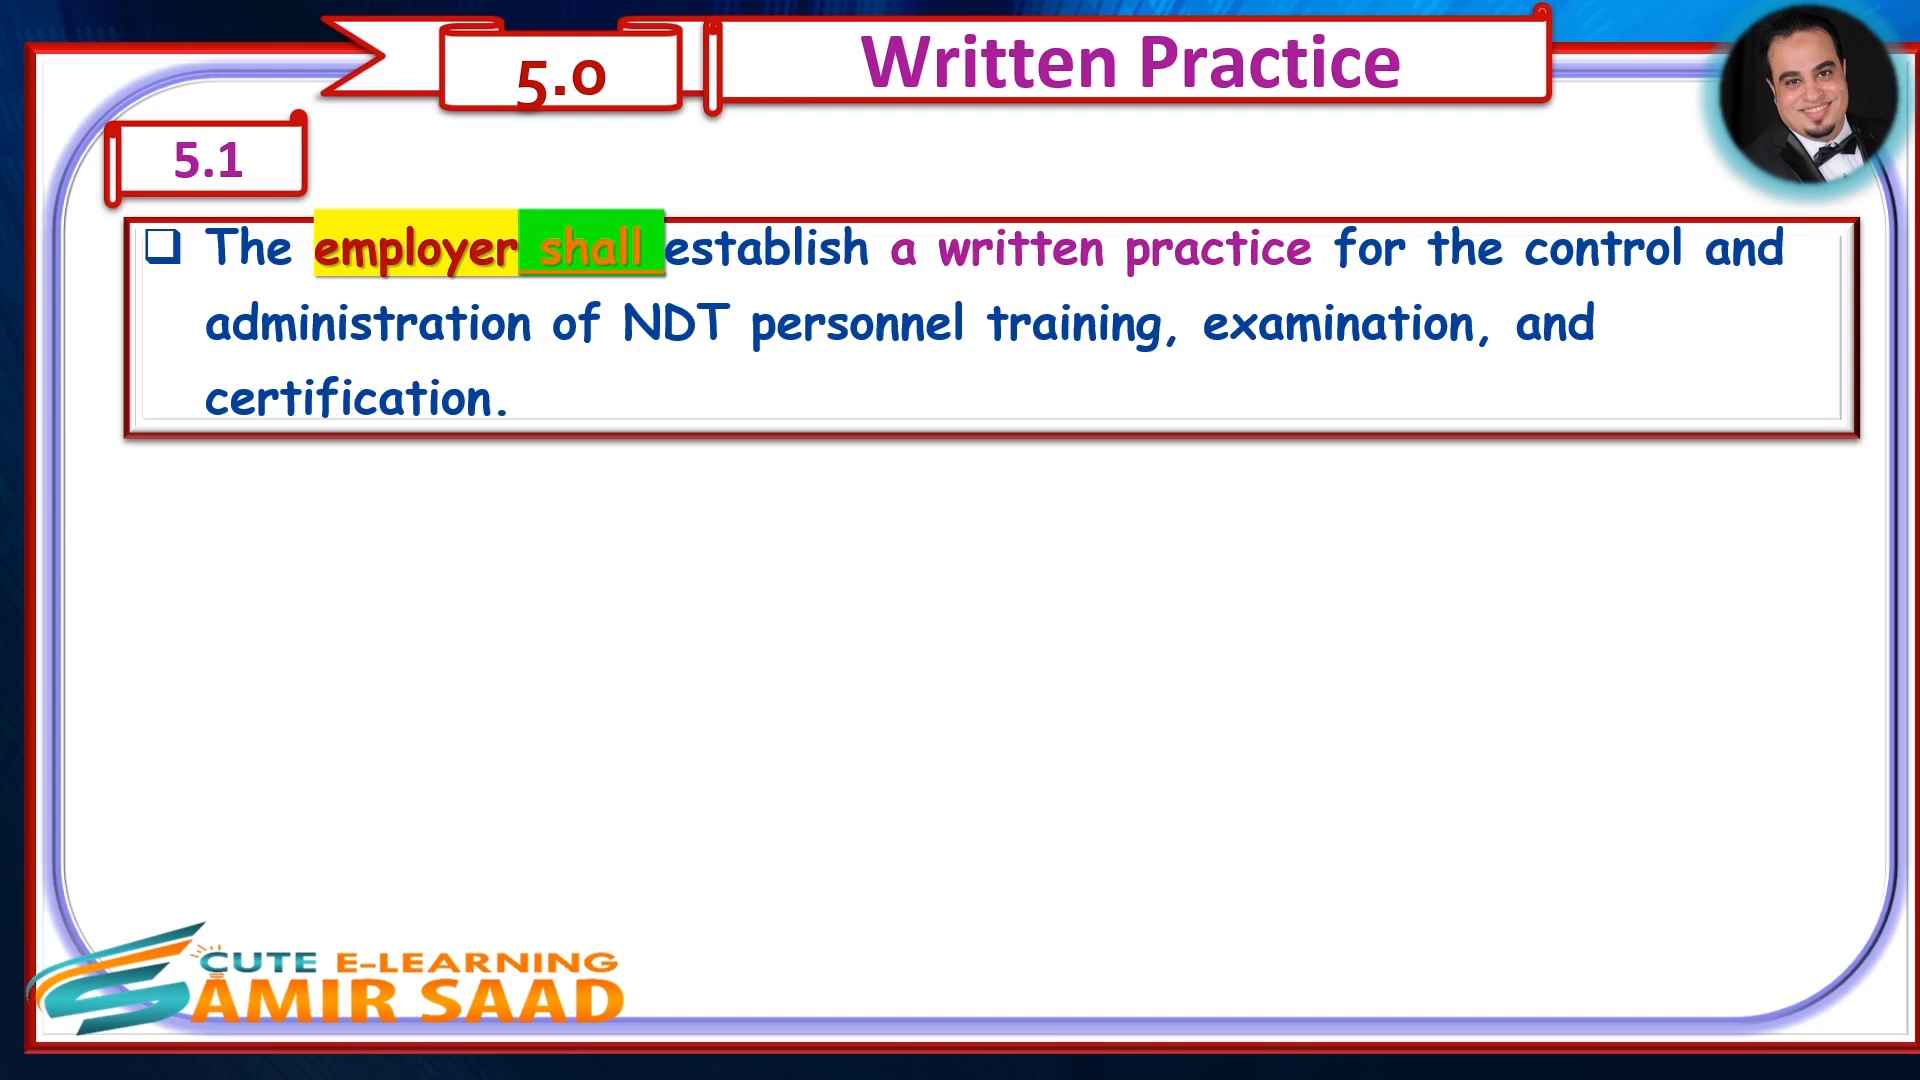 5.0
Written Practice
5.1
The employer shall establish a written practice for the control and
administration of NDT personnel training, examination, and
certification.
CUTE E-LEARNING
AMIR SAAD